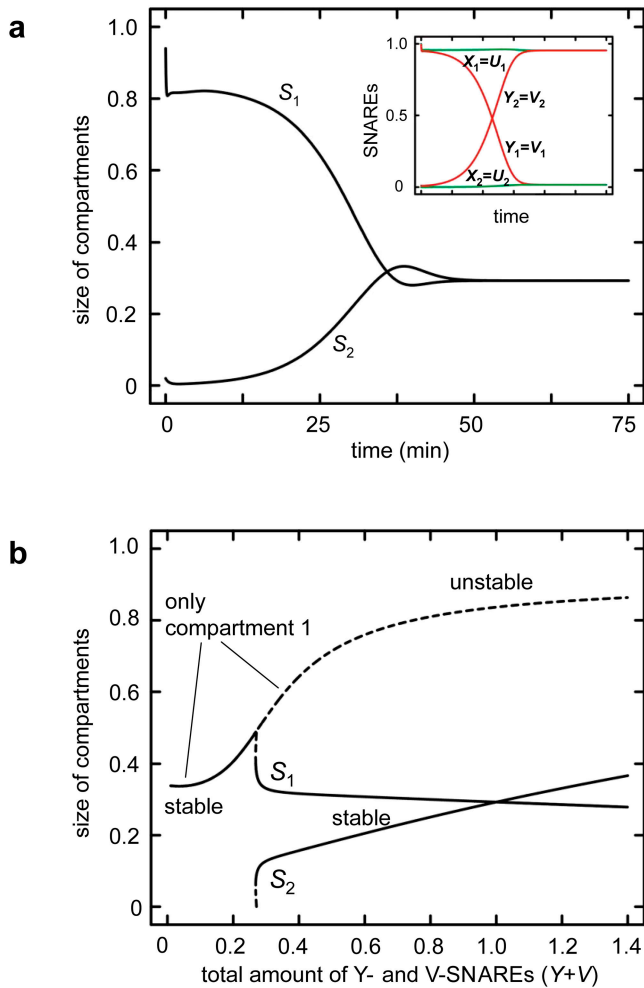 a
size of compartments
1.0
0.8
0.6
0.4
0.2
0
S₁
S₂
0
25
50
75
time (min)
SNAREs
1.0
0.5
0
X₁=U₁
Y₂=V₂
Y₁=V₁
X₂=U₂
time
b
size of compartments
1.0
0.8
0.6
0.4
0.2
0
only
compartment 1
unstable
stable
S₁
stable
S₂
0
0.2
0.4
0.6
0.8
1.0
1.2
1.4
total amount of Y- and V-SNAREs (Y+V)